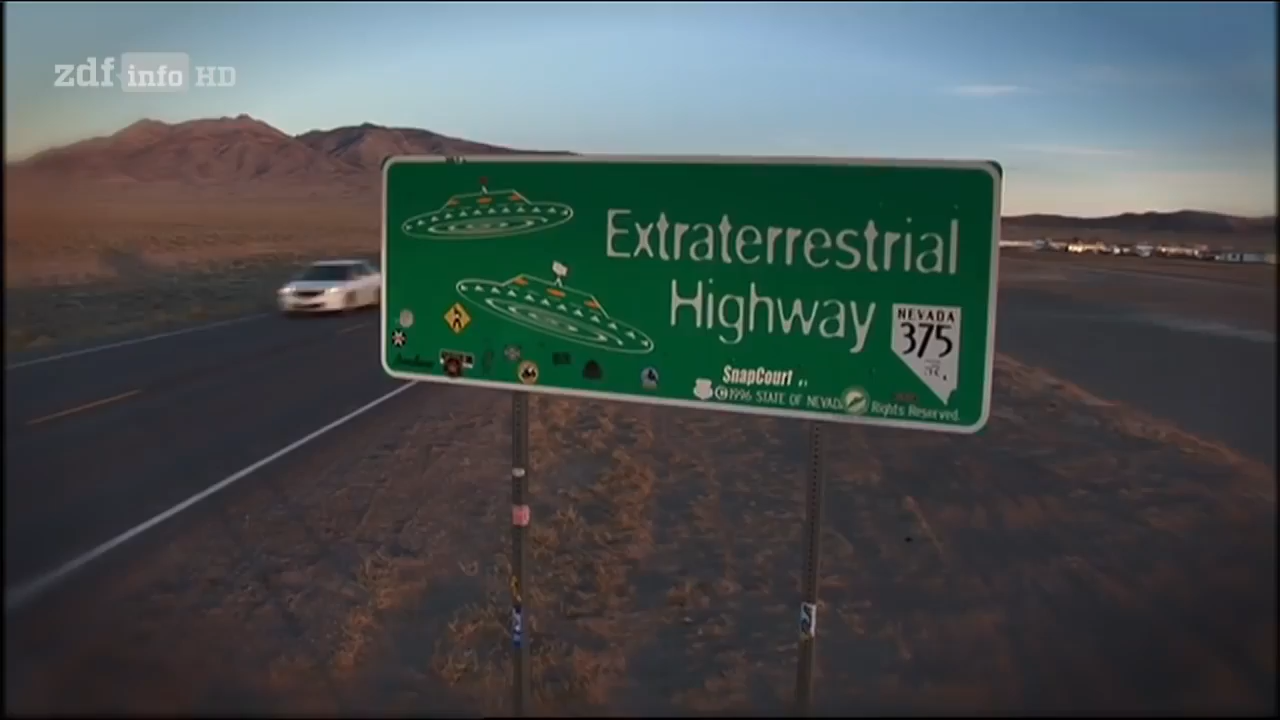 zdf info HD
Extraterrestrial
Highway
NEVADA
375
SnapCourt
©1996 STATE OF NEVADA
Rights Reserved.